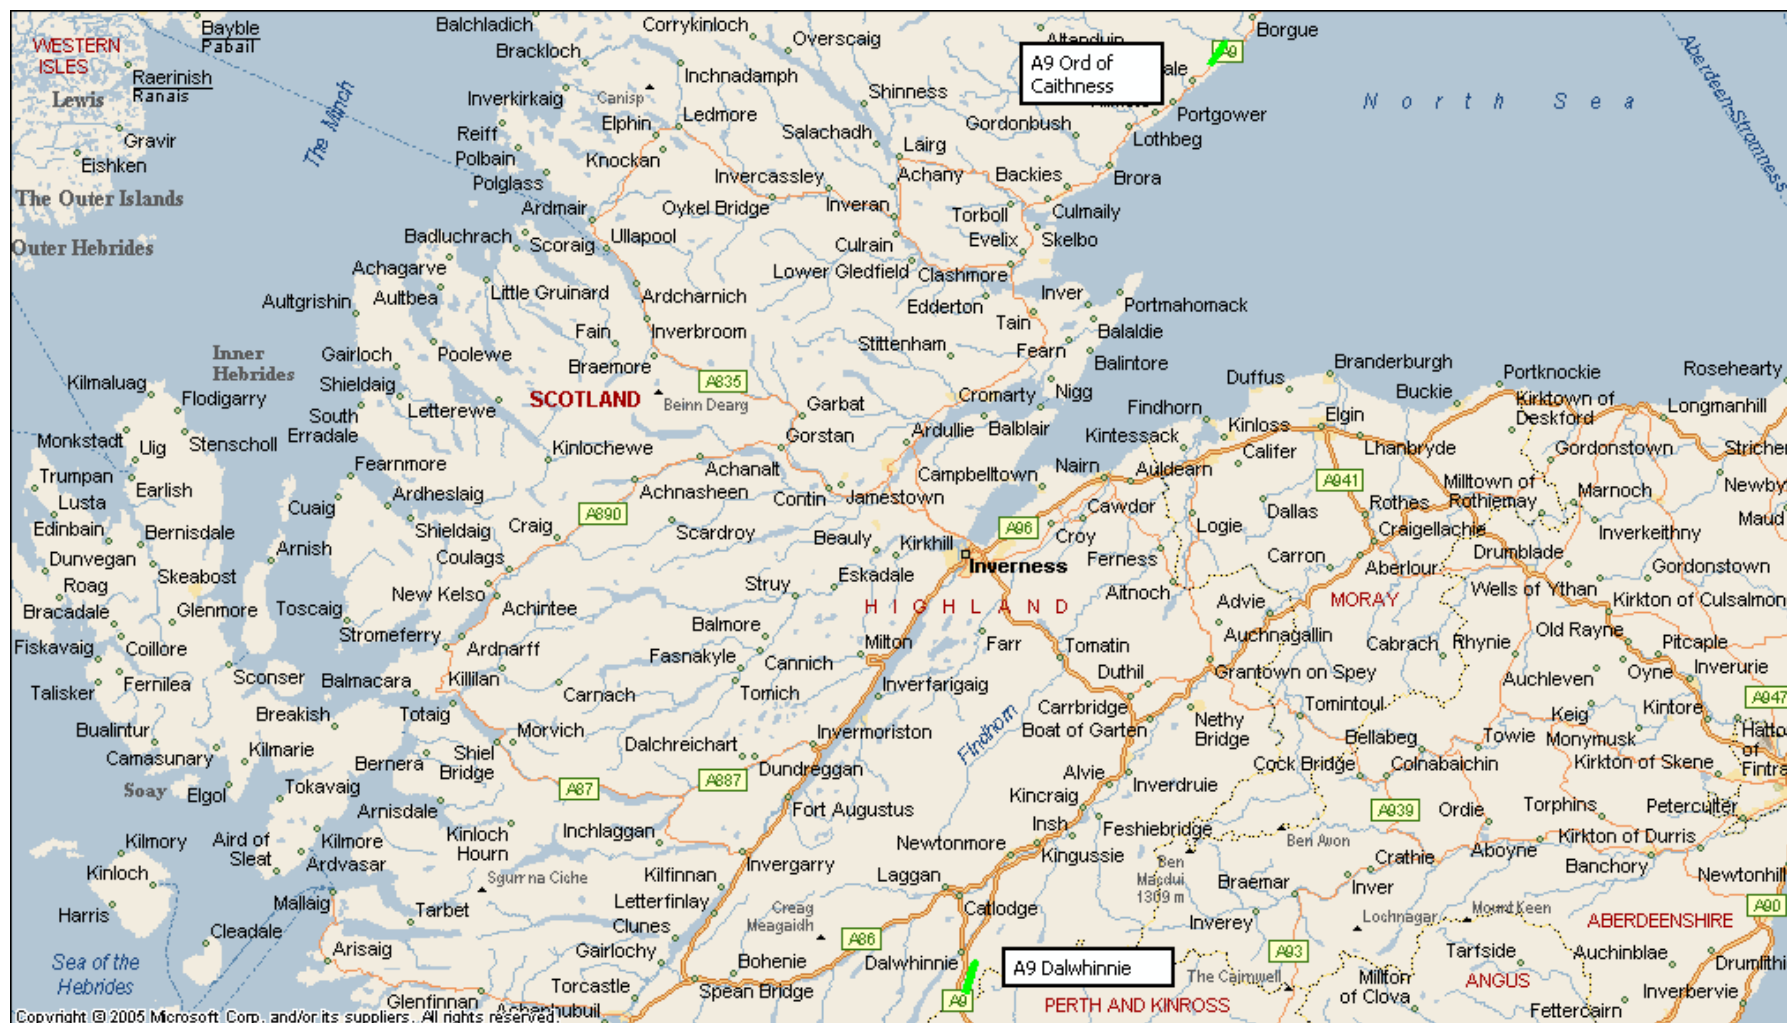 Bayble
Pabail
WESTERN
ISLES
Raerinish
Ranais
Lewis
Gravir
Eishken
The Outer Islands
Outer Hebrides
The Minch
Balchladich
Brackloch
Corrykinloch
Overscaig
Inchnadamph
Canisp
Inverkirkaig
Ledmore
Reiff
Elphin
Polbain
Knockan
Polglass
Ardmair
Shinness
Salachadh
Lairg
Invercassley
Achany
Oykel Bridge
Inveran
Altanduin
A9 Ord of
Caithness
A9
Borgue
Portgower
Gordonbush
Lothbeg
Backies
Brora
Torboll
Culmaily
Evelix
Skelbo
North Sea
Aberdeen-Stromness
Badluchrach
Scoraig
Ullapool
Culrain
Achagarve
Lower Gledfield
Clashmore
Aultbea
Little Gruinard
Ardcharnich
Edderton
Inver
Portmahomack
Aultgrishin
Fain
Inverbroom
Tain
Balaldie
Stittenham
Fearn
Balintore
Inner
Hebrides
Gairloch
Poolewe
Braemore
A835
Kilmaluag
Shieldaig
SCOTLAND
Beinn Dearg
Cromarty
Nigg
Flodigarry
South
Erradale
Letterewe
Garbat
Ardullie
Balblair
Monkstadt
Uig
Stenscholl
Kinlochewe
Gorstan
Fearnmore
Achanalt
Campbelltown
Trumpan
Earlish
Ardheslaig
Achnasheen
Contin
Jamestown
Lusta
Cuaig
A890
Edinbain
Bernisdale
Shieldaig
Craig
Scardroy
Beauly
Kirkhill
Dunvegan
Arnish
Coulags
Inverness
Roag
Skeabost
New Kelso
Struy
Eskadale
Bracadale
Glenmore
Toscaig
Achintee
HIGHLAND
Duffus
Branderburgh
Buckie
Portknockie
Rosehearty
Findhorn
Elgin
Kirktown of
Deskford
Longmanhill
Kintessack
Kinloss
Lhanbryde
Gordonstown
Nairn
Auldearn
Califer
A941
Milltown of
Rothiemay
Marnoch
Cawdor
Dallas
Rothes
A96
Croy
Logie
Craigellachie
Inverkeithny
Ferness
Carron
Drumblade
Aberlour
Gordonstown
Aitnoch
Advie
MORAY
Wells of Ythan
Kirkton of Culsalmon
Stromeferry
Balmore
Milton
Farr
Tomatin
Auchnagallin
Cabrach
Rhynie
Old Rayne
Pitcaple
Fiskavaig
Coillore
Ardnarff
Fasnakyle
Cannich
Duthil
Grantown on Spey
Oyne
Inverurie
Talisker
Fernilea
Sconser
Balmacara
Killilan
Carnach
Tomich
Inverfarigaig
Carrbridge
Tomintoul
Auchleven
A947
Breakish
Totaig
Findhorn
Boat of Garten
Nethy
Bridge
Keig
Kintore
Bualintur
Morvich
Dalchreichart
Invermoriston
Bellabeg
Towie
Monymusk
Camasunary
Kilmarie
Bernera
Shiel
Bridge
Dundreggan
Alvie
Inverdruie
Cock Bridge
Colnabaichin
Kirkton of Skene
Soay
Elgol
Tokavaig
A87
A887
Arnisdale
Fort Augustus
Kincraig
A939
Ordie
Torphins
Peterculter
Kilmory
Aird of
Sleat
Kilmore
Kinloch
Hourn
Inchlaggan
Insh
Feshiebridge
Ben Avon
Kirkton of Durris
Ardvasar
Invergarry
Newtonmore
Kingussie
Ben
Macdui
1309 m
Crathie
Aboyne
Banchory
Kinloch
Sgurr na Ciche
Kilfinnan
Laggan
Braemar
Inver
Newtonhill
Harris
Mallaig
Tarbet
Letterfinlay
Creag
Meagaidh
Catlodge
Inverey
Lochnagar
Mount Keen
ABERDEENSHIRE
A90
Cleadale
Arisaig
Clunes
Gairlochy
A86
Dalwhinnie
A9 Dalwhinnie
A93
Tarfside
Auchinblae
Sea of the
Hebrides
Bohenie
The Cairnwell
Milton
of Clova
ANGUS
Torcastle
Spean Bridge
A9
PERTH AND KINROSS
Inverbervie
Glenfinnan
Fettercairn
Copyright © 2005 Microsoft Corp. and/or its suppliers. All rights reserved.